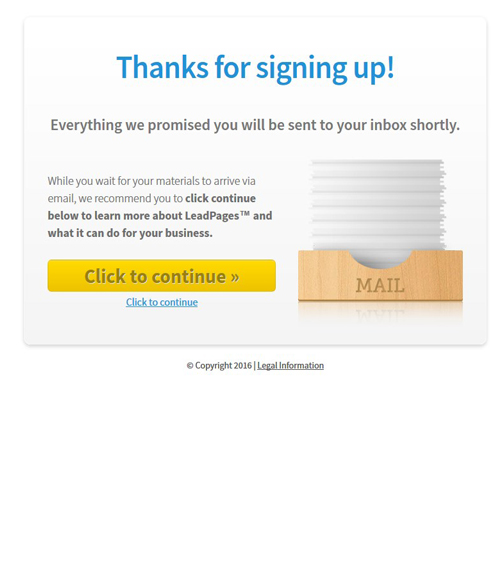 Thanks for signing up!
Everything we promised you will be sent to your inbox shortly.
While you wait for your materials to arrive via
email, we recommend you to click continue
below to learn more about LeadPages™ and
what it can do for your business.
MAIL
Click to continue »
Click to continue
© Copyright 2016 | Legal Information